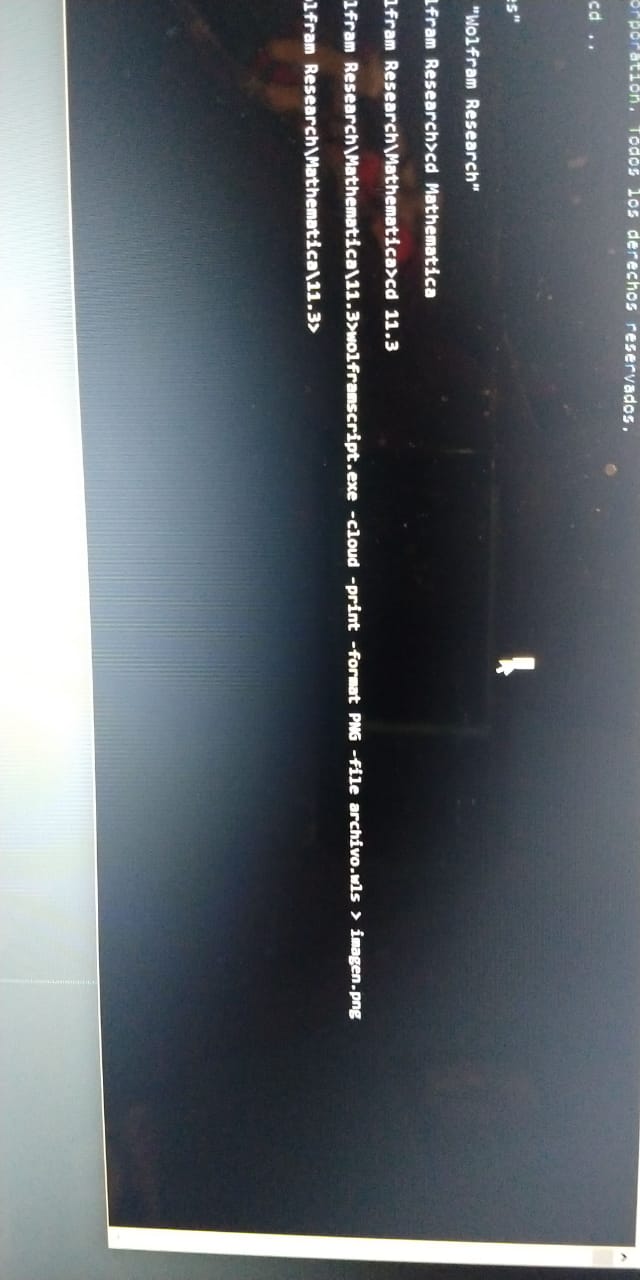 orporation. Todos los derechos reservados.
cd ..
es"
"Wolfram Research"
lfram Research>cd Mathematica
lfram Research\Mathematica>cd 11.3
lfram Research\Mathematica\11.3>wolframscript.exe -cloud -print -format PNG -file archivo.wls > imagen.png
olfram Research\Mathematica\11.3>